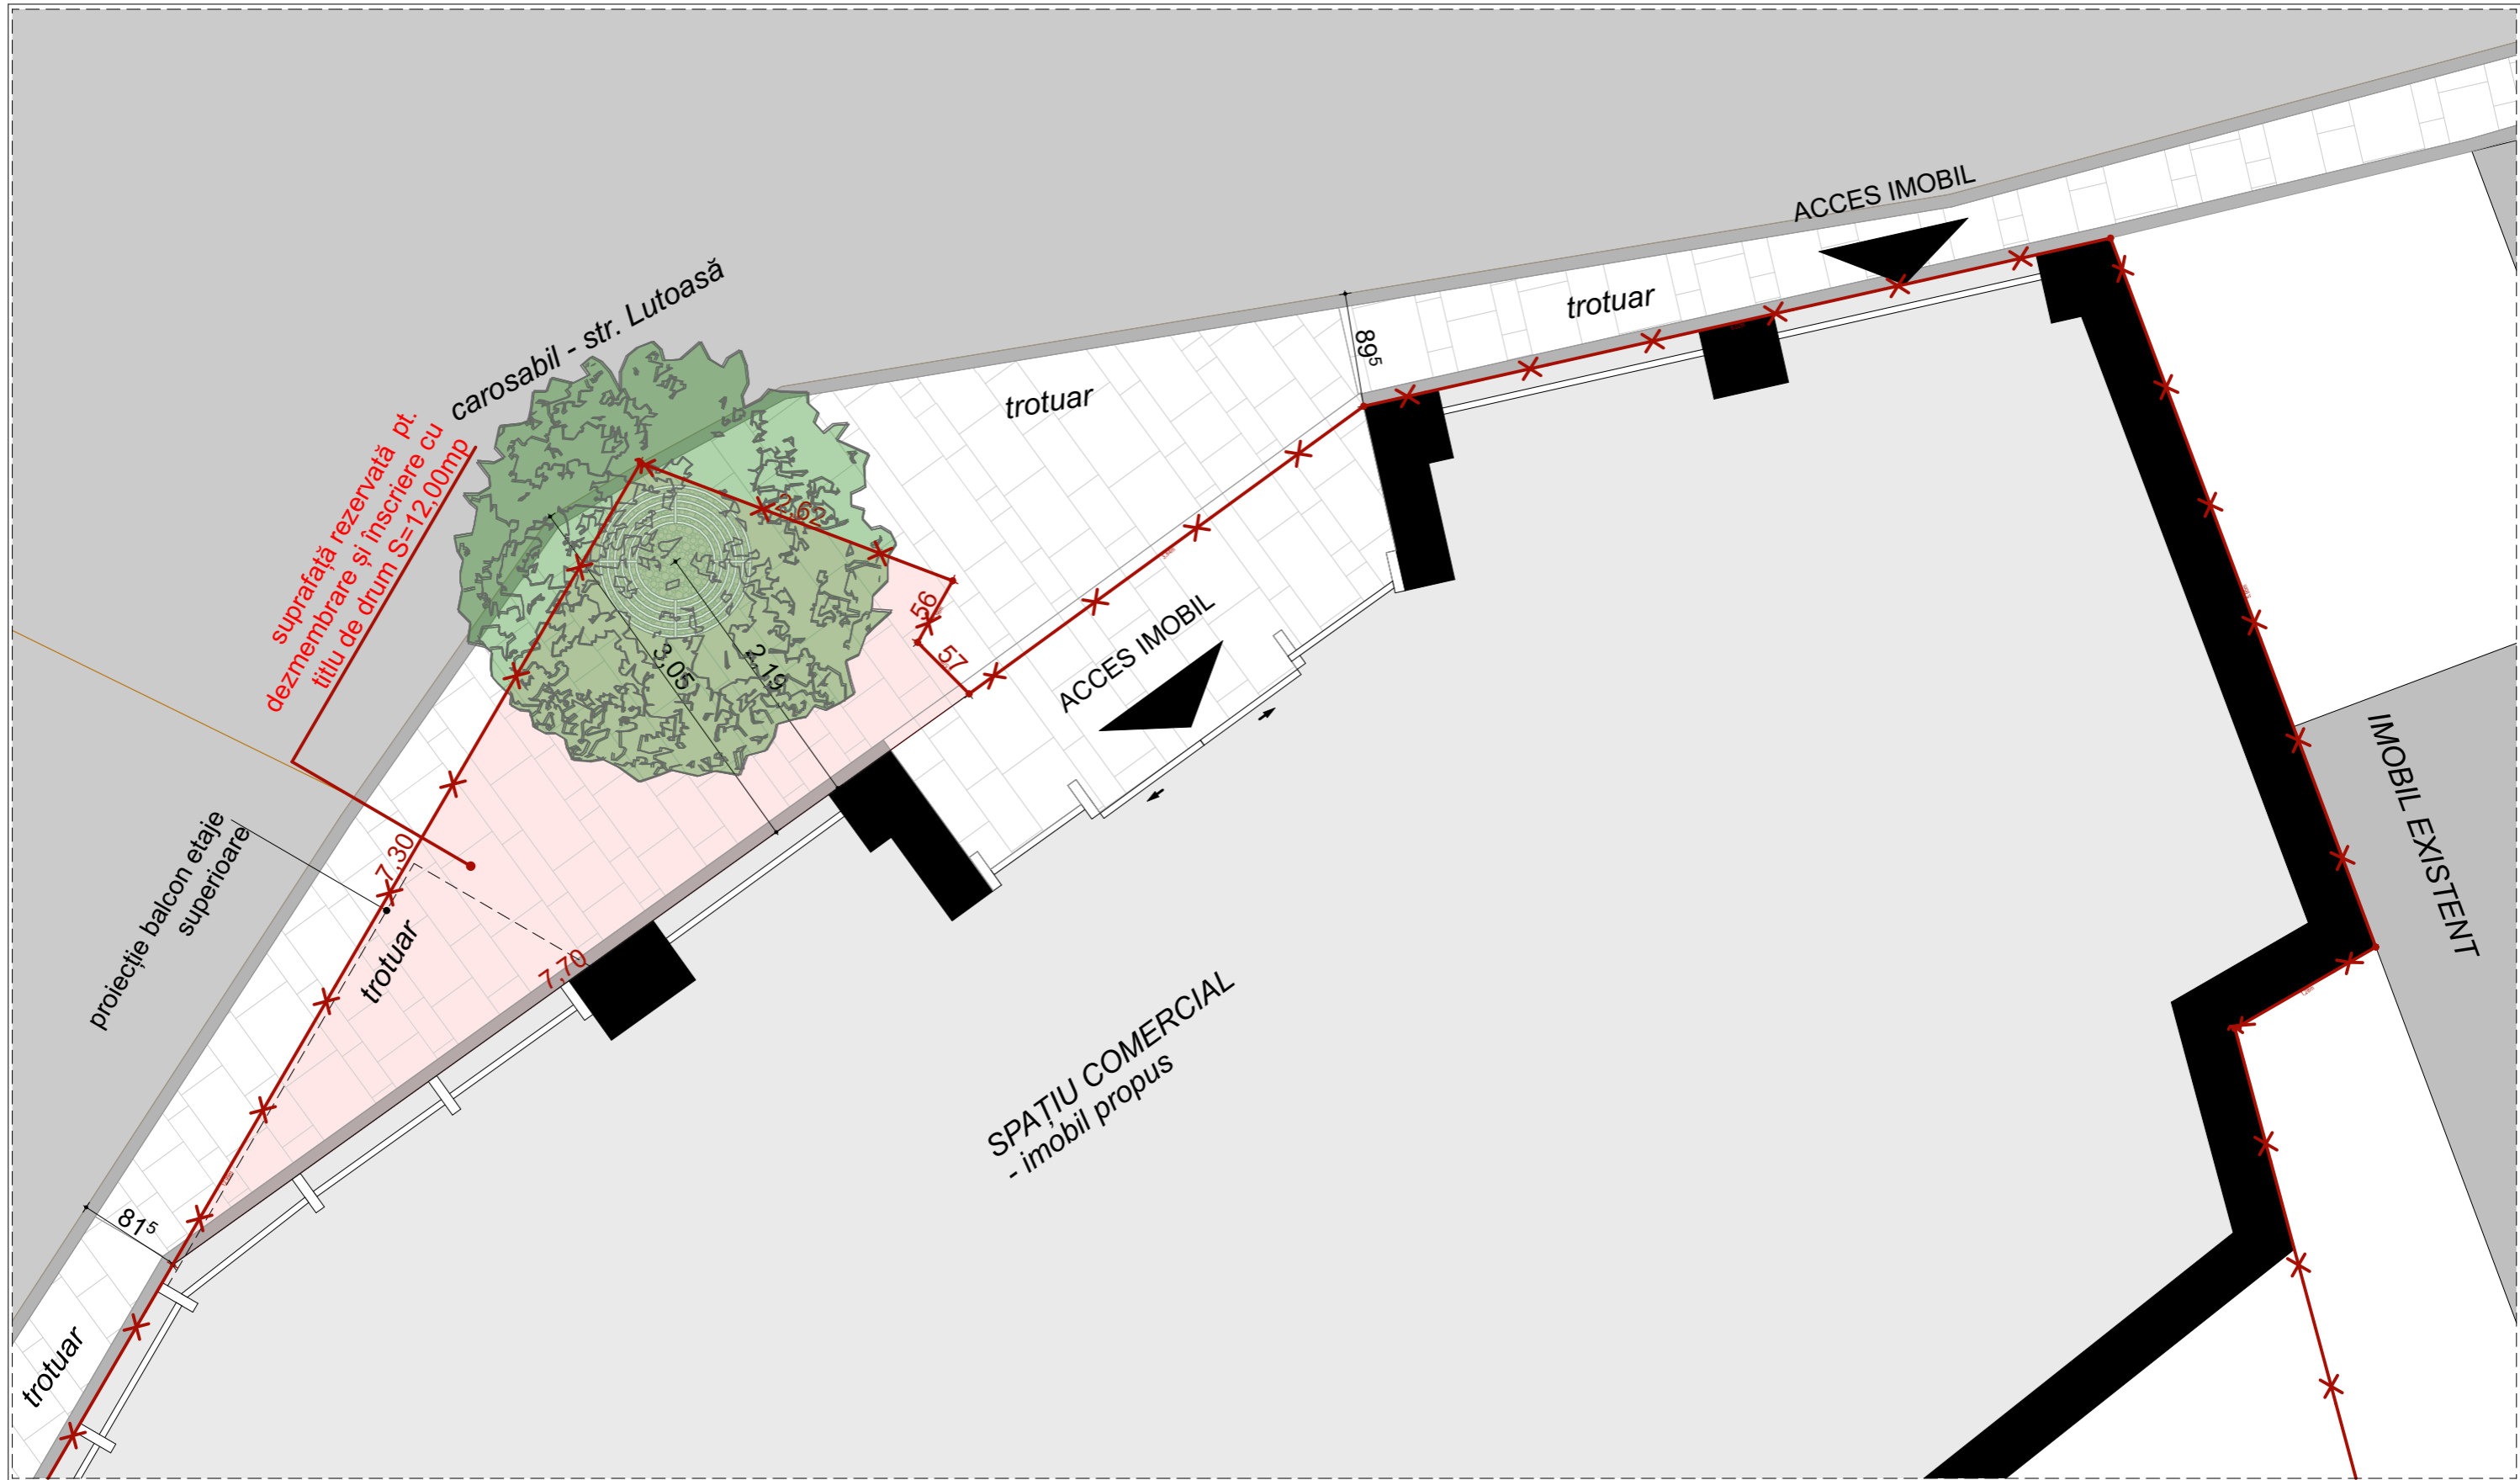 ACCES IMOBIL
trotuar
carosabil - str. Lutoasă
89⁵
trotuar
suprafață rezervată pt.
dezmembrare și înscriere cu
titlu de drum S=12,00mp
2,62
56
57
3,05
2,19
ACCES IMOBIL
IMOBIL EXISTENT
proiecție balcon etaje
superioare
7,30
trotuar
7,70
SPAȚIU COMERCIAL
- imobil propus
81⁵
trotuar